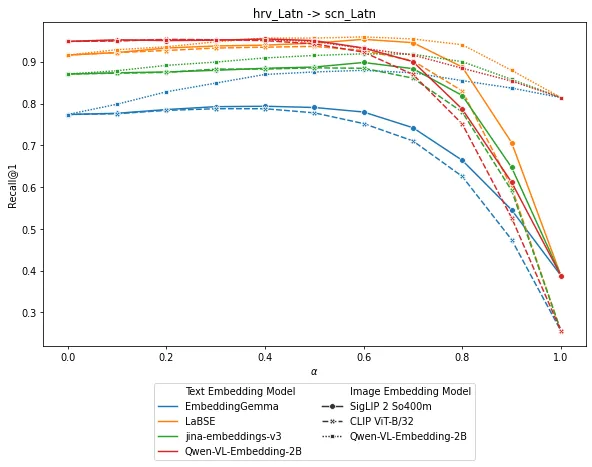 hrv_Latn -> scn_Latn
Recall@1
0.9
0.8
0.7
0.6
0.5
0.4
0.3
0.0
0.2
0.4
0.6
0.8
1.0
α
Text Embedding Model
EmbeddingGemma
LaBSE
jina-embeddings-v3
Qwen-VL-Embedding-2B
Image Embedding Model
SigLIP 2 So400m
CLIP ViT-B/32
Qwen-VL-Embedding-2B